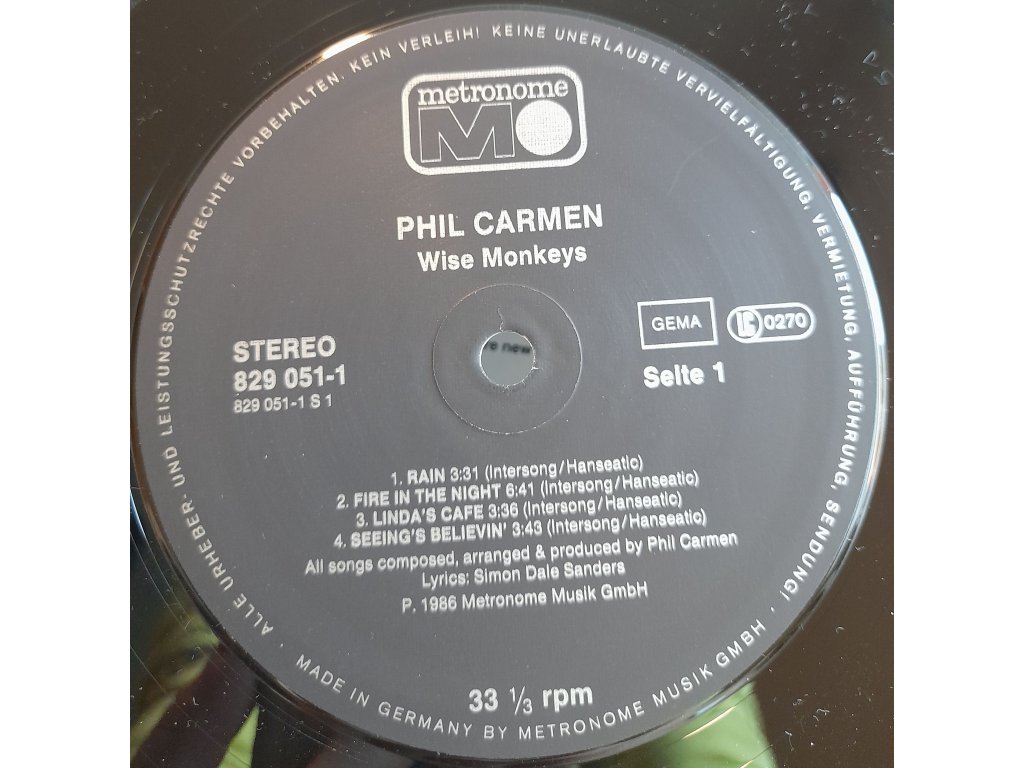 ALLE URHEBER- UND LEISTUNGSSCHUTZRECHTE VORBEHALTEN. KEIN VERLEIH! KEINE UNERLAUBTE VERVIELFÄLTIGUNG, VERMIETUNG, AUFFÜHRUNG, SENDUNG!
metronome
M
PHIL CARMEN
Wise Monkeys
GEMA
LC 0270
STEREO
829 051-1
829 051-1 S 1
Seite 1
e new
1. RAIN 3:31 (Intersong/Hanseatic)
2. FIRE IN THE NIGHT 6:41 (Intersong/Hanseatic)
3. LINDA'S CAFE 3:36 (Intersong/Hanseatic)
4. SEEING'S BELIEVIN' 3:43 (Intersong/Hanseatic)
All songs composed, arranged & produced by Phil Carmen
Lyrics: Simon Dale Sanders
P. 1986 Metronome Musik GmbH
33 1/3 rpm
· MADE IN GERMANY BY METRONOME MUSIK GMBH ·